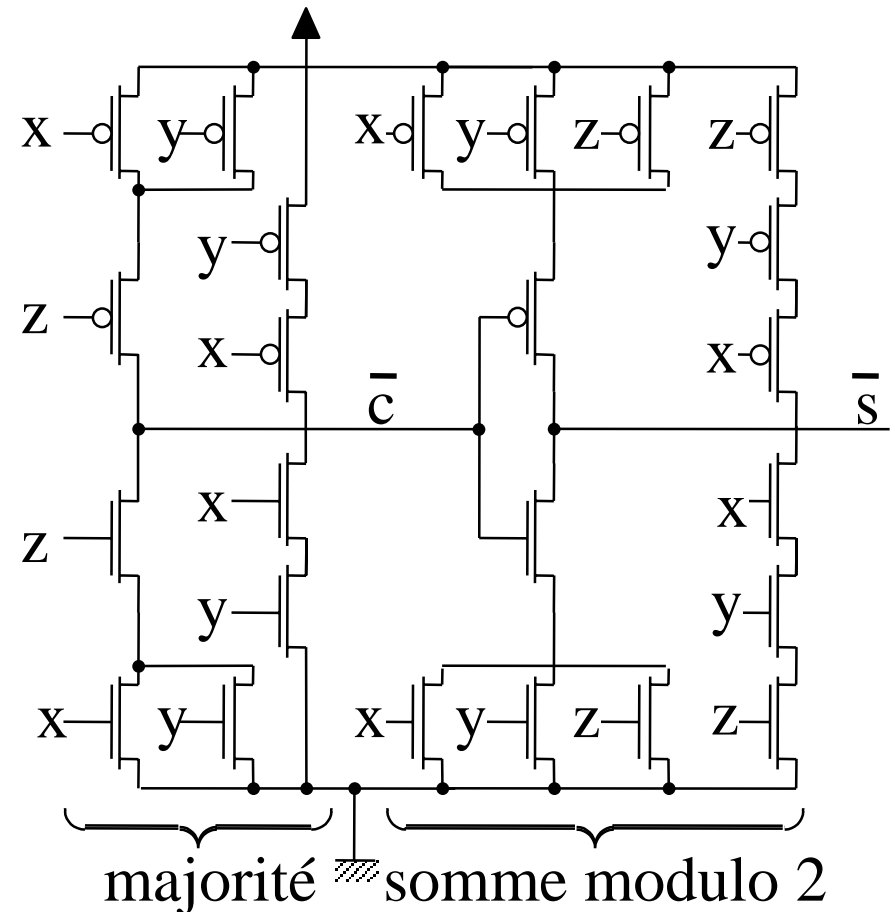 x y x y z z
y y
z x x
c̅ s̅
x x
z
y y
x y x y z z
majorité somme modulo 2